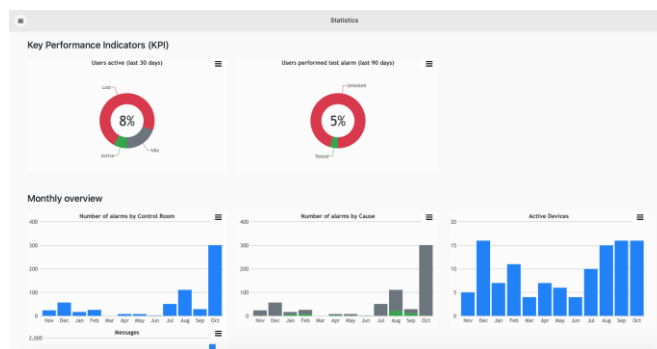 Statistics
Key Performance Indicators (KPI)
Users active (last 30 days)
Users performed test alarm (last 90 days)
Lost
8%
Idle
Active
Untested
5%
Tested
Monthly overview
Number of alarms by Control Room
400
300
200
100
0
Nov Dec Jan Feb Mar Apr May Jun Jul Aug Sep Oct
Number of alarms by Cause
400
300
200
100
0
Nov Dec Jan Feb Mar Apr May Jun Jul Aug Sep Oct
Active Devices
20
15
10
5
0
Nov Dec Jan Feb Mar Apr May Jun Jul Aug Sep Oct
Messages
2,000